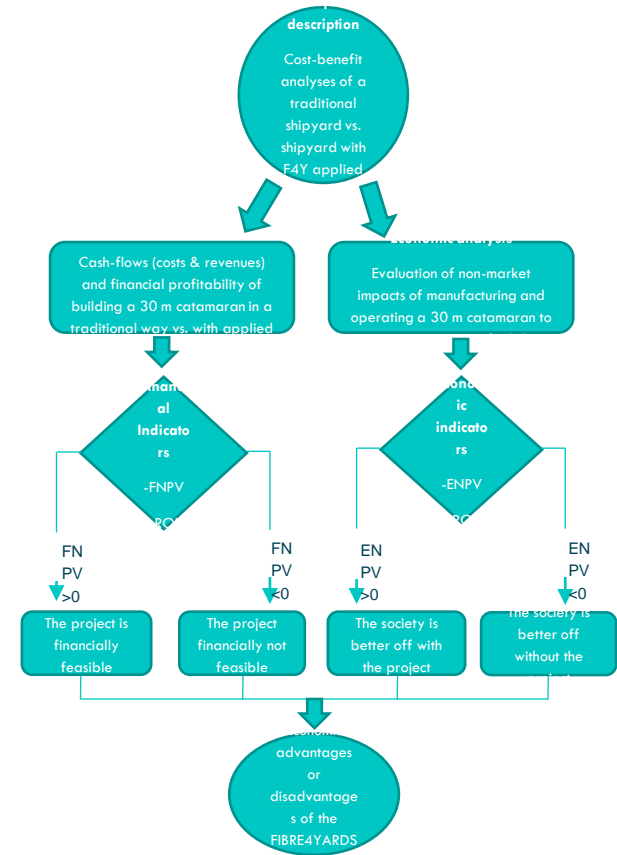 description
Cost-benefit
analyses of a
traditional
shipyard vs.
shipyard with
F4Y applied
Cash-flows (costs & revenues)
and financial profitability of
building a 30 m catamaran in a
traditional way vs. with applied
Economic analysis
Evaluation of non-market
impacts of manufacturing and
operating a 30 m catamaran to
al
Indicato
rs
-FNPV
ic
indicato
rs
-ENPV
FN
PV
>0
FN
PV
<0
EN
PV
>0
EN
PV
<0
The project is
financially
feasible
The project
financially not
feasible
The society is
better off with
the project
The society is
better off
without the
advantages
or
disadvantage
s of the
FIBRE4YARDS